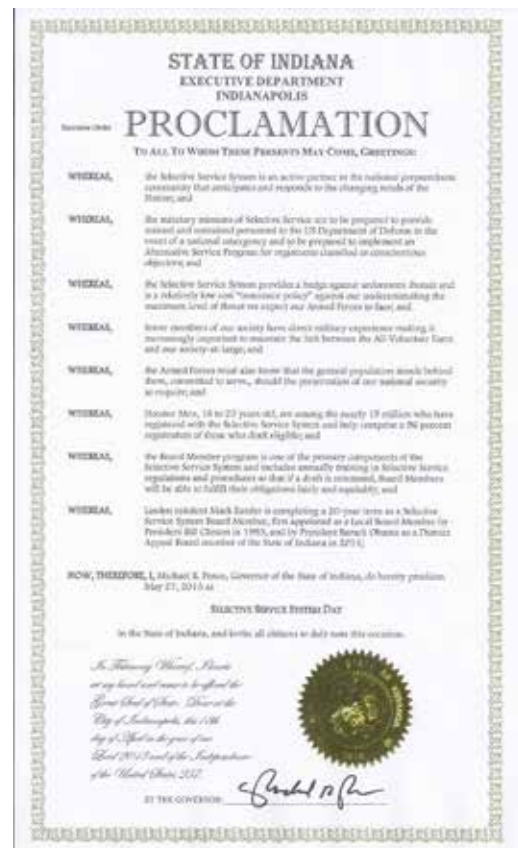 STATE OF INDIANA
EXECUTIVE DEPARTMENT
INDIANAPOLIS
Executive Order
PROCLAMATION
TO ALL TO WHOM THESE PRESENTS MAY COME, GREETINGS:
WHEREAS, the Selective Service System is an active partner in the national preparedness
community that anticipates and responds to the changing needs of the
Nation; and
WHEREAS, the statutory missions of Selective Service are to be prepared to provide
trained and untrained personnel to the US Department of Defense in the
event of a national emergency and to be prepared to implement an
Alternative Service Program for registrants classified as conscientious
objectors; and
WHEREAS, the Selective Service System provides a hedge against unforeseen threats and
is a relatively low cost "insurance policy" against our underestimating the
maximum level of threat we expect our Armed Forces to face; and
WHEREAS, fewer members of our society have direct military experience making it
increasingly important to maintain the link between the All-Volunteer Force
and our society-at-large; and
WHEREAS, the Armed Forces must also know that the general population stands behind
them, committed to serve, should the preservation of our national security
so require; and
WHEREAS, Hoosier Men, 18 to 25 years old, are among the nearly 15 million who have
registered with the Selective Service System and help comprise a 96 percent
registration of those who draft eligible; and
WHEREAS, the Board Member program is one of the primary components of the
Selective Service System and includes annually training in Selective Service
regulations and procedures so that if a draft is reinstated, Board Members
will be able to fulfill their obligations fairly and equitably; and
WHEREAS, resident Mark is completing a 20-year term as a Selective
Service System Board Member, first appointed as a Local Board Member by
President Bill Clinton in 1993, and by President Barack Obama as a District
Appeal Board member of the State of Indiana in
NOW, THEREFORE, I, Michael R. Pence, Governor of the State of Indiana, do hereby proclaim
May 27, 2013 as
SELECTIVE SERVICE SYSTEM DAY
in the State of Indiana, and invite all citizens to duly note this occasion.
In Testimony Whereof, I hereto
set my hand and cause to be affixed the
Great Seal of State. Done at the
City of Indianapolis, this
day of April in the year of our
Lord 2013 and of the Independence
of the United States 237.
BY THE GOVERNOR: